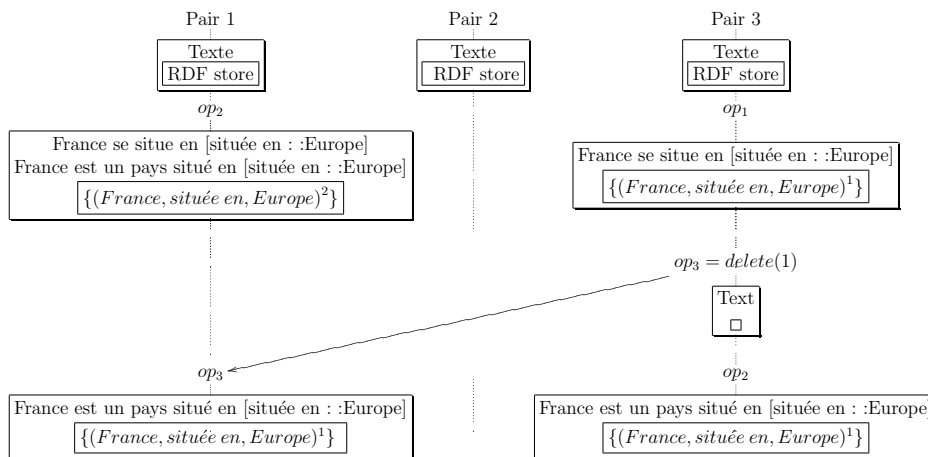 Pair 1 Pair 2 Pair 3
Texte Texte Texte
RDF store RDF store RDF store
op₂ op₁
France se situe en [située en : :Europe]
France est un pays situé en [située en : :Europe]
{(France, située en, Europe)²}
France se situe en [située en : :Europe]
{(France, située en, Europe)¹}
op₃ = delete(1)
Text
op₃ op₂
France est un pays situé en [située en : :Europe] France est un pays situé en [située en : :Europe]
{(France, située en, Europe)¹} {(France, située en, Europe)¹}